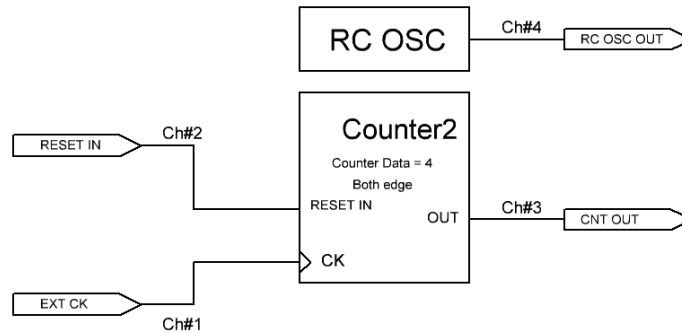 RC OSC
Ch#4
RC OSC OUT
Ch#2
RESET IN
Counter2
Counter Data = 4
Both edge
RESET IN
OUT
Ch#3
CNT OUT
CK
EXT CK
Ch#1